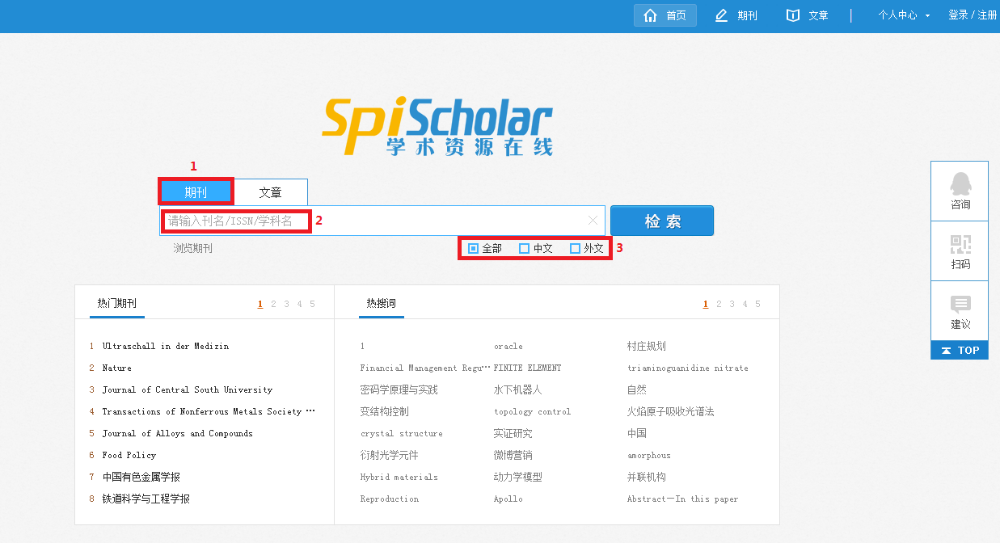 首页 期刊 文章 | 个人中心 登录 / 注册
SpiScholar
学术资源在线
1
期刊 文章
请输入刊名/ISSN/学科名 2 检索
浏览期刊 全部 中文 外文 3
咨询
扫码
建议
TOP
热门期刊 1 2 3 4 5
1 Ultraschall in der Medizin
2 Nature
3 Journal of Central South University
4 Transactions of Nonferrous Metals Society …
5 Journal of Alloys and Compounds
6 Food Policy
7 中国有色金属学报
8 铁道科学与工程学报
热搜词 1 2 3 4 5
1 oracle 村庄规划
Financial Management Regu… FINITE ELEMENT triaminoguanidine nitrate
密码学原理与实践 水下机器人 自然
变结构控制 topology control 火焰原子吸收光谱法
crystal structure 实证研究 中国
衍射光学元件 微博营销 amorphous
Hybrid materials 动力学模型 并联机构
Reproduction Apollo Abstract—In this paper